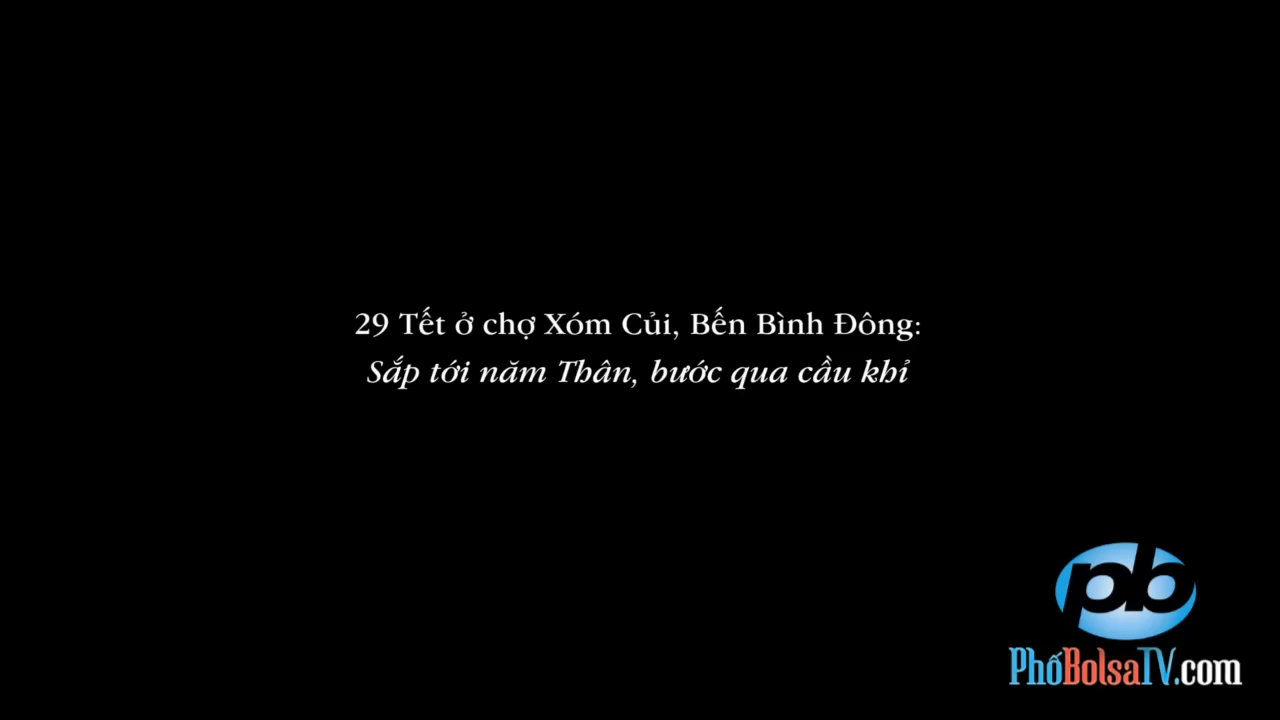 29 Tết ở chợ Xóm Củi, Bến Bình Đông:
Sắp tới năm Thân, bước qua cầu khỉ
pb
PhốBolsaTV.com